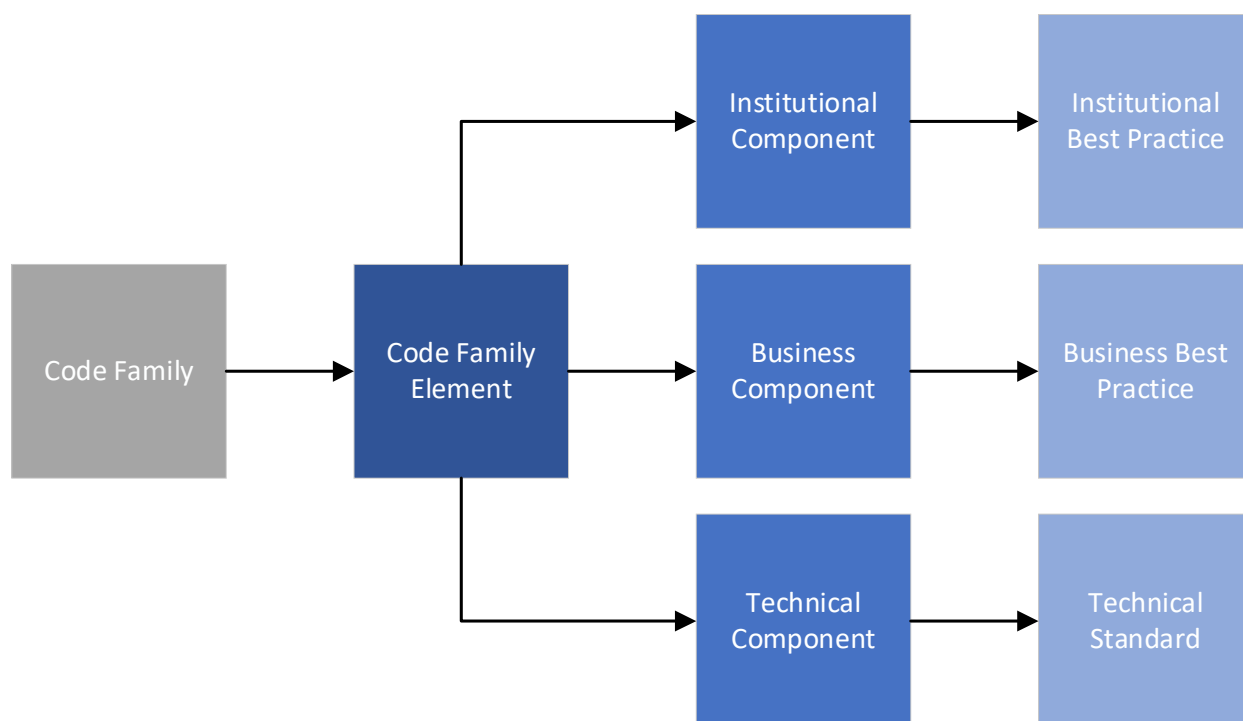 Institutional
Component
Institutional
Best Practice
Code Family
Code Family
Element
Business
Component
Business Best
Practice
Technical
Component
Technical
Standard